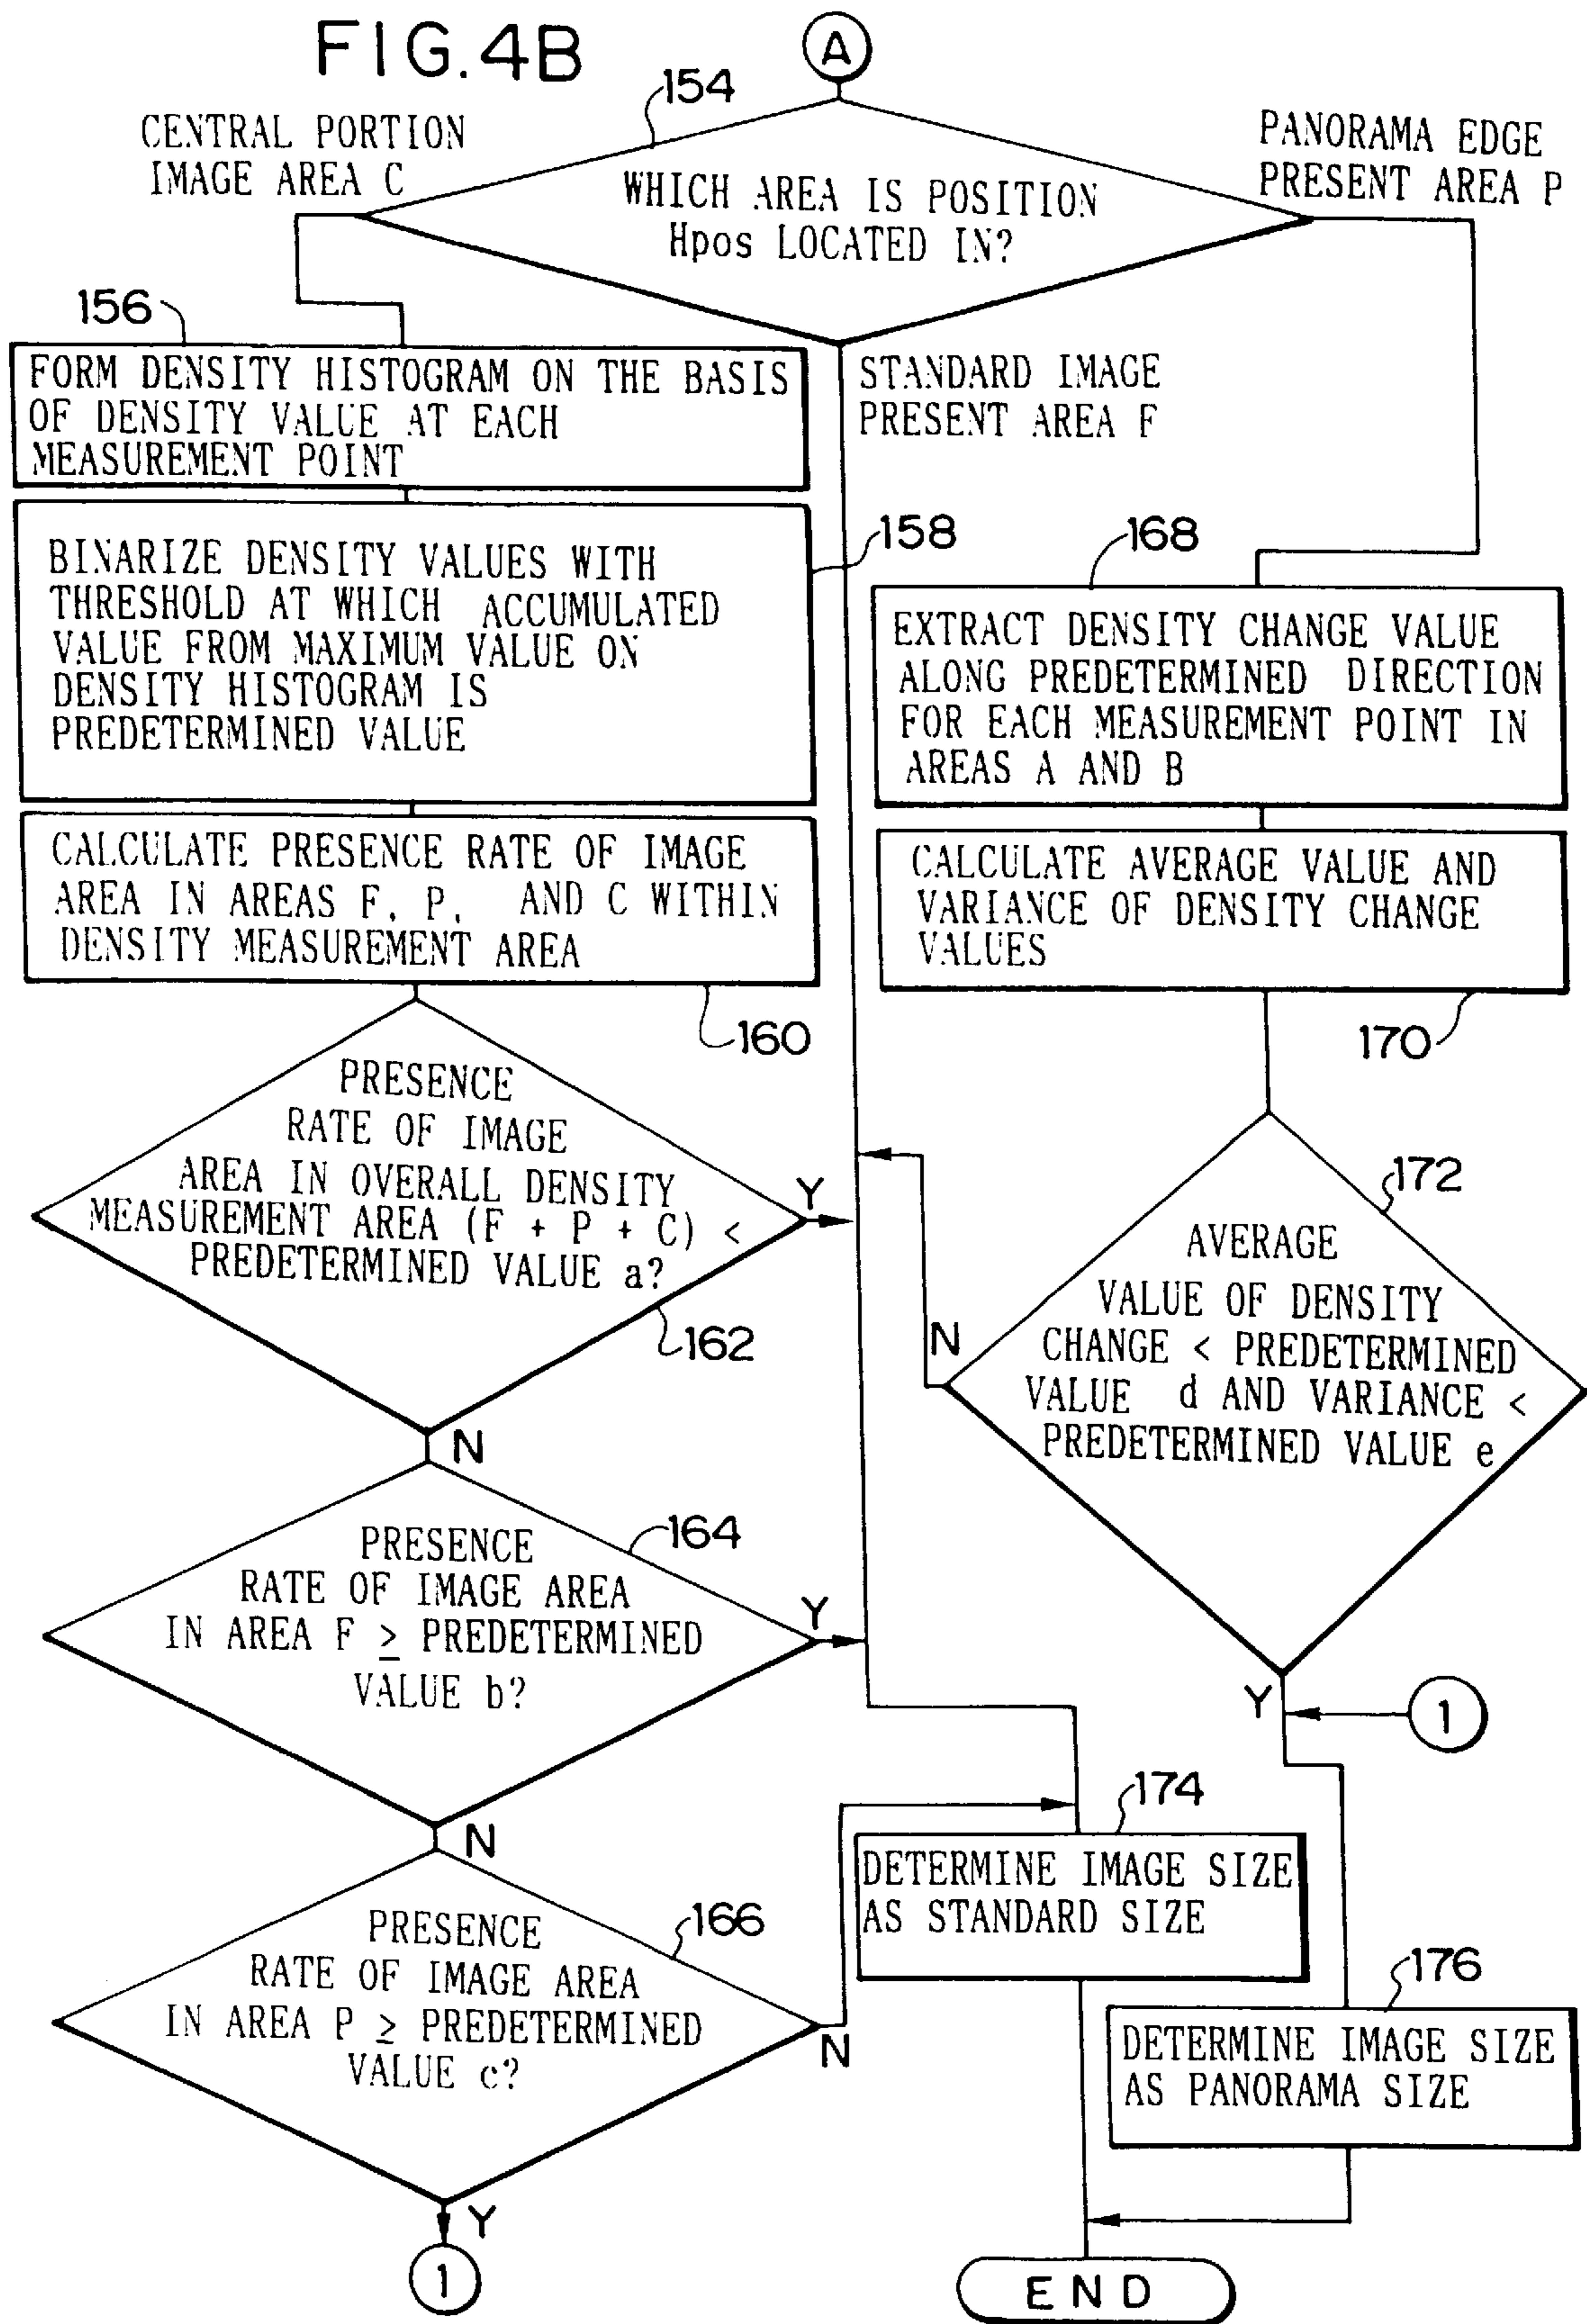 FIG.4B
A
154
CENTRAL PORTION
IMAGE AREA C
PANORAMA EDGE
PRESENT AREA P
WHICH AREA IS POSITION
Hpos LOCATED IN?
156
FORM DENSITY HISTOGRAM ON THE BASIS
OF DENSITY VALUE AT EACH
MEASUREMENT POINT
STANDARD IMAGE
PRESENT AREA F
158
BINARIZE DENSITY VALUES WITH
THRESHOLD AT WHICH ACCUMULATED
VALUE FROM MAXIMUM VALUE ON
DENSITY HISTOGRAM IS
PREDETERMINED VALUE
168
EXTRACT DENSITY CHANGE VALUE
ALONG PREDETERMINED DIRECTION
FOR EACH MEASUREMENT POINT IN
AREAS A AND B
CALCULATE PRESENCE RATE OF IMAGE
AREA IN AREAS F, P, AND C WITHIN
DENSITY MEASUREMENT AREA
160
CALCULATE AVERAGE VALUE AND
VARIANCE OF DENSITY CHANGE
VALUES
170
PRESENCE
RATE OF IMAGE
AREA IN OVERALL DENSITY
MEASUREMENT AREA (F + P + C) <
PREDETERMINED VALUE a?
Y
162
N
172
AVERAGE
VALUE OF DENSITY
CHANGE < PREDETERMINED
VALUE d AND VARIANCE <
PREDETERMINED VALUE e
N
Y
1
164
PRESENCE
RATE OF IMAGE AREA
IN AREA F ≥ PREDETERMINED
VALUE b?
Y
N
166
PRESENCE
RATE OF IMAGE AREA
IN AREA P ≥ PREDETERMINED
VALUE c?
N
Y
1
174
DETERMINE IMAGE SIZE
AS STANDARD SIZE
176
DETERMINE IMAGE SIZE
AS PANORAMA SIZE
END